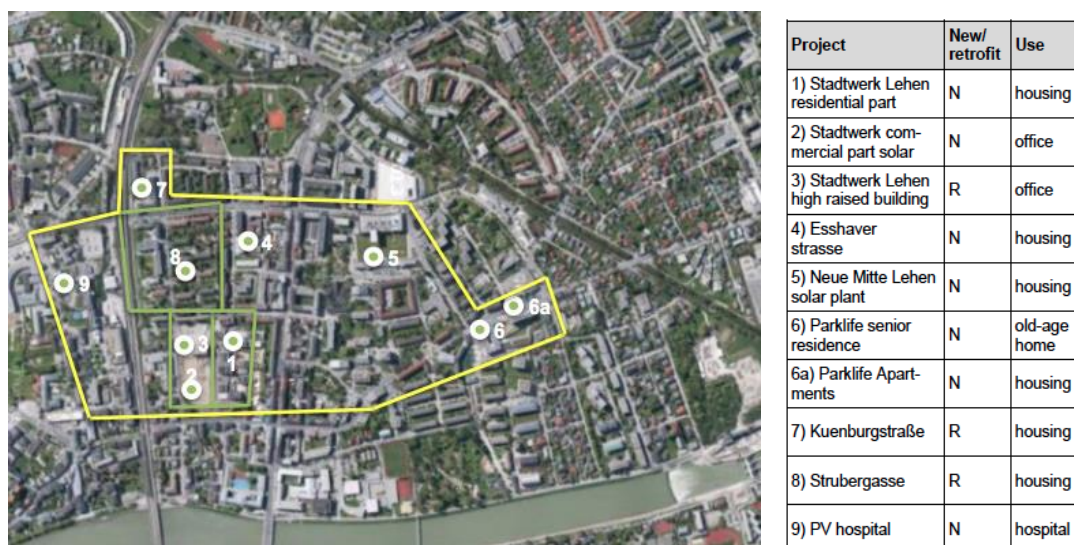 7
4
8
5
9
6a
6
3
1
2
Project New/ retrofit Use
1) Stadtwerk Lehen
residential part N housing
2) Stadtwerk com-
mercial part solar N office
3) Stadtwerk Lehen
high raised building R office
4) Esshaver
strasse N housing
5) Neue Mitte Lehen
solar plant N housing
6) Parklife senior
residence N old-age
home
6a) Parklife Apart-
ments N housing
7) Kuenburgstraße R housing
8) Strubergasse R housing
9) PV hospital N hospital